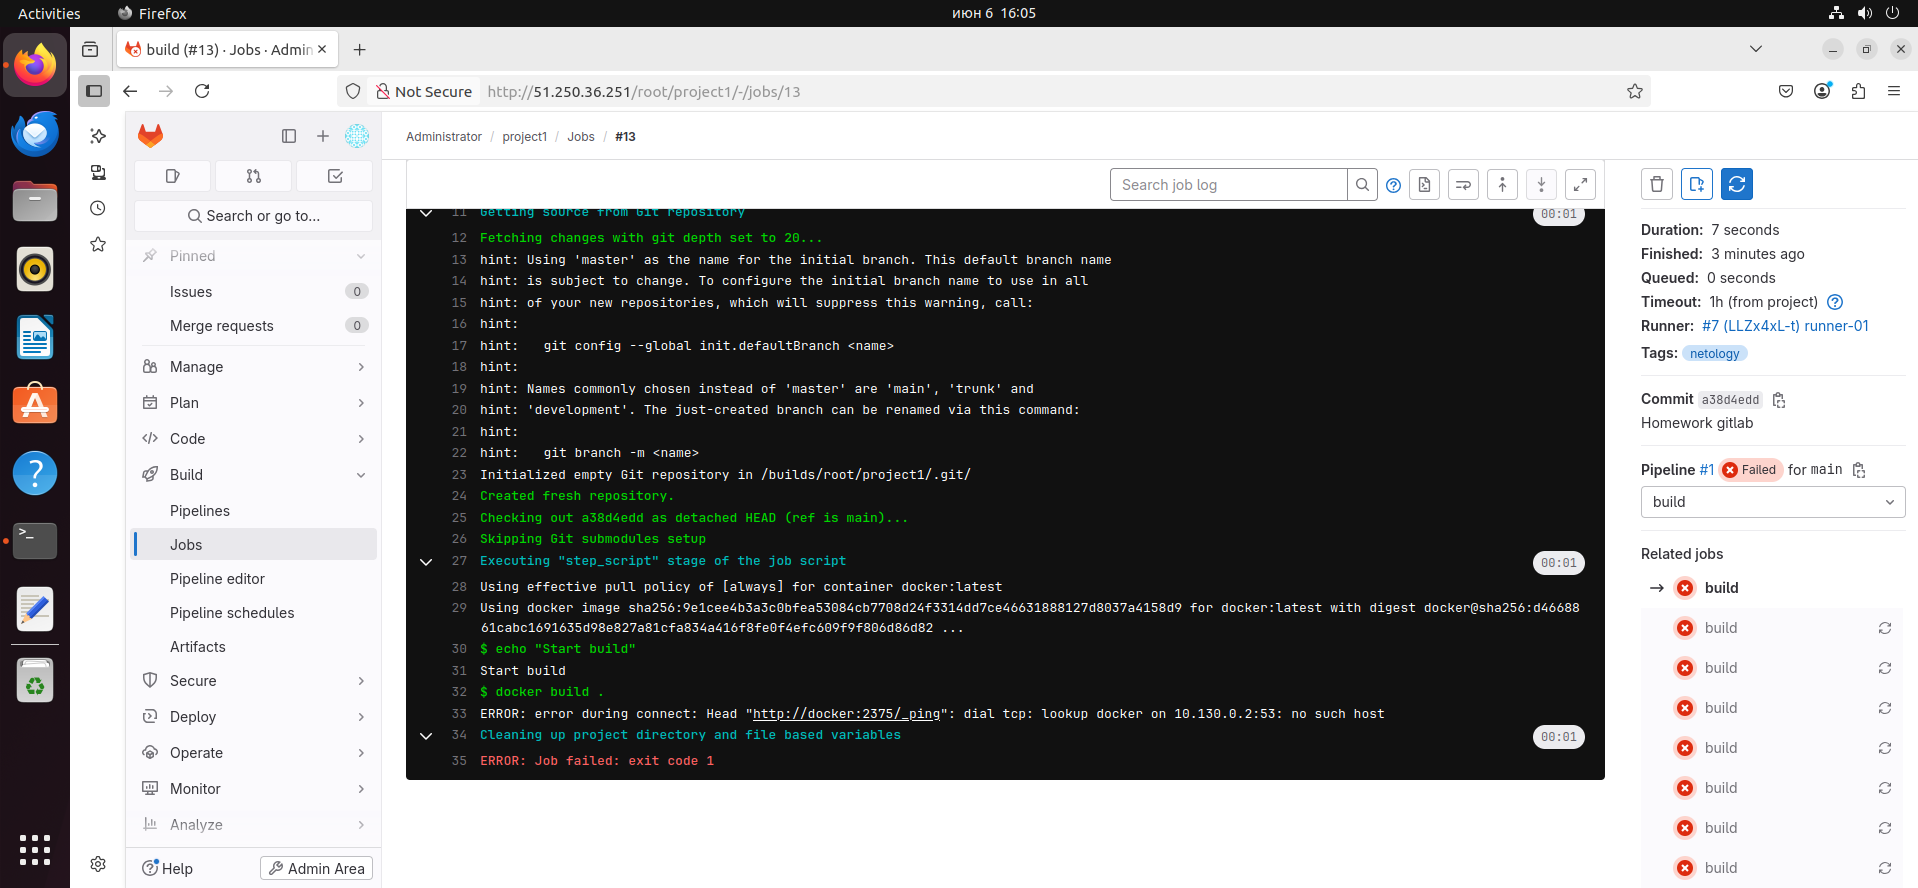 Activities
Firefox
июн 6 16:05
build (#13) · Jobs · Admin
Not Secure
http://51.250.36.251/root/project1/-/jobs/13
Administrator / project1 / Jobs / #13
Search or go to...
Pinned
Issues 0
Merge requests 0
Manage
Plan
Code
Build
Pipelines
Jobs
Pipeline editor
Pipeline schedules
Artifacts
Secure
Deploy
Operate
Monitor
Analyze
Help
Admin Area
Search job log
11 Getting source from Git repository 00:01
12 Fetching changes with git depth set to 20...
13 hint: Using 'master' as the name for the initial branch. This default branch name
14 hint: is subject to change. To configure the initial branch name to use in all
15 hint: of your new repositories, which will suppress this warning, call:
16 hint:
17 hint:   git config --global init.defaultBranch <name>
18 hint:
19 hint: Names commonly chosen instead of 'master' are 'main', 'trunk' and
20 hint: 'development'. The just-created branch can be renamed via this command:
21 hint:
22 hint:   git branch -m <name>
23 Initialized empty Git repository in /builds/root/project1/.git/
24 Created fresh repository.
25 Checking out a38d4edd as detached HEAD (ref is main)...
26 Skipping Git submodules setup
27 Executing "step_script" stage of the job script 00:01
28 Using effective pull policy of [always] for container docker:latest
29 Using docker image sha256:9e1cee4b3a3c0bfea53084cb7708d24f3314dd7ce46631888127d8037a4158d9 for docker:latest with digest docker@sha256:d46688
61cabc1691635d98e827a81cfa834a416f8fe0f4efc609f9f806d86d82 ...
30 $ echo "Start build"
31 Start build
32 $ docker build .
33 ERROR: error during connect: Head "http://docker:2375/_ping": dial tcp: lookup docker on 10.130.0.2:53: no such host
34 Cleaning up project directory and file based variables 00:01
35 ERROR: Job failed: exit code 1
Duration: 7 seconds
Finished: 3 minutes ago
Queued: 0 seconds
Timeout: 1h (from project)
Runner: #7 (LLZx4xL-t) runner-01
Tags: netology
Commit a38d4edd
Homework gitlab
Pipeline #1 Failed for main
build
Related jobs
build
build
build
build
build
build
build
build